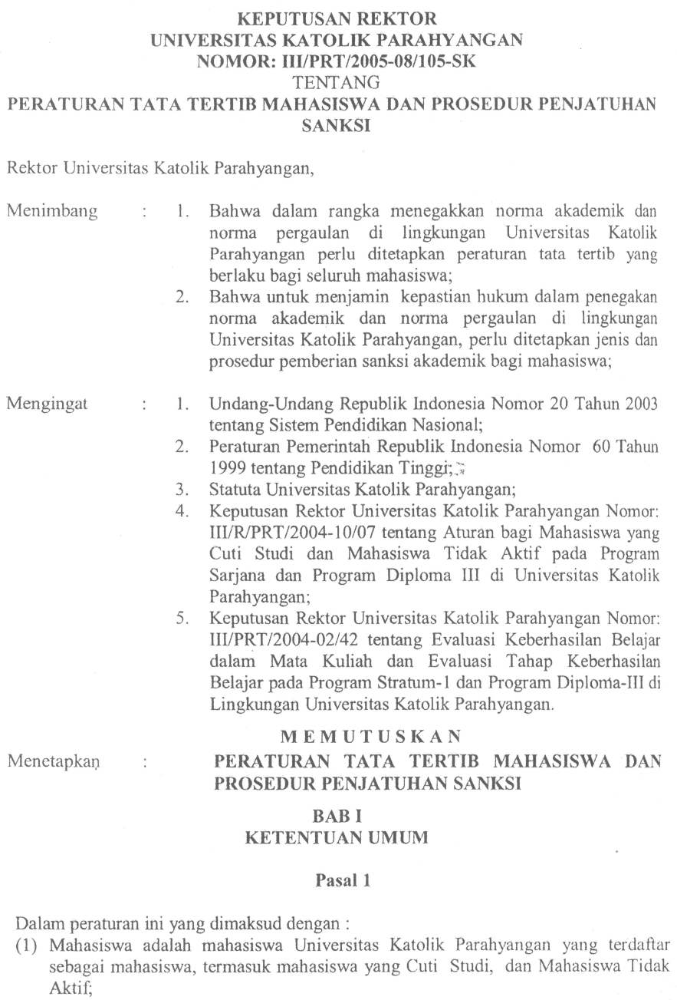 KEPUTUSAN REKTOR
UNIVERSITAS KATOLIK PARAHYANGAN
NOMOR: III/PRT/2005-08/105-SK
TENTANG
PERATURAN TATA TERTIB MAHASISWA DAN PROSEDUR PENJATUHAN
SANKSI
Rektor Universitas Katolik Parahyangan,
Menimbang : 1. Bahwa dalam rangka menegakkan norma akademik dan
norma pergaulan di lingkungan Universitas Katolik
Parahyangan perlu ditetapkan peraturan tata tertib yang
berlaku bagi seluruh mahasiswa;
2. Bahwa untuk menjamin kepastian hukum dalam penegakan
norma akademik dan norma pergaulan di lingkungan
Universitas Katolik Parahyangan, perlu ditetapkan jenis dan
prosedur pemberian sanksi akademik bagi mahasiswa;
Mengingat : 1. Undang-Undang Republik Indonesia Nomor 20 Tahun 2003
tentang Sistem Pendidikan Nasional;
2. Peraturan Pemerintah Republik Indonesia Nomor 60 Tahun
1999 tentang Pendidikan Tinggi;
3. Statuta Universitas Katolik Parahyangan;
4. Keputusan Rektor Universitas Katolik Parahyangan Nomor:
III/R/PRT/2004-10/07 tentang Aturan bagi Mahasiswa yang
Cuti Studi dan Mahasiswa Tidak Aktif pada Program
Sarjana dan Program Diploma III di Universitas Katolik
Parahyangan;
5. Keputusan Rektor Universitas Katolik Parahyangan Nomor:
III/PRT/2004-02/42 tentang Evaluasi Keberhasilan Belajar
dalam Mata Kuliah dan Evaluasi Tahap Keberhasilan
Belajar pada Program Stratum-1 dan Program Diploma-III di
Lingkungan Universitas Katolik Parahyangan.
M E M U T U S K A N
Menetapkan : PERATURAN TATA TERTIB MAHASISWA DAN
PROSEDUR PENJATUHAN SANKSI
BAB I
KETENTUAN UMUM
Pasal 1
Dalam peraturan ini yang dimaksud dengan :
(1) Mahasiswa adalah mahasiswa Universitas Katolik Parahyangan yang terdaftar
sebagai mahasiswa, termasuk mahasiswa yang Cuti Studi, dan Mahasiswa Tidak
Aktif;